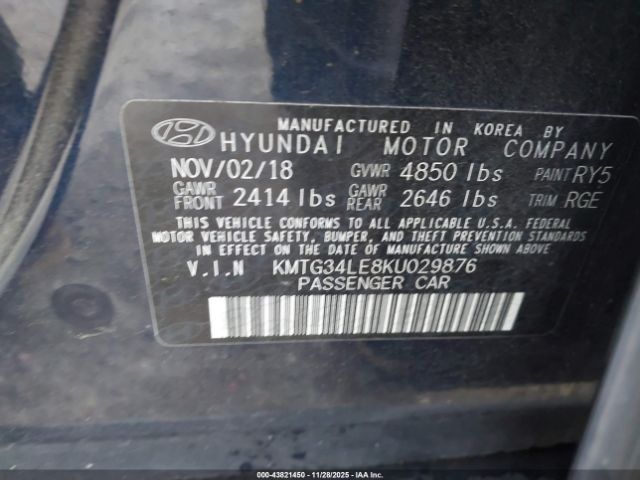 MANUFACTURED IN KOREA BY
HYUNDAI MOTOR COMPANY
NOV/02/18 GVWR 4850 lbs PAINT RY5
GAWR FRONT 2414 lbs GAWR REAR 2646 lbs TRIM RGE
THIS VEHICLE CONFORMS TO ALL APPLICABLE U.S.A. FEDERAL
MOTOR VEHICLE SAFETY, BUMPER, AND THEFT PREVENTION STANDARDS
IN EFFECT ON THE DATE OF MANUFACTURE SHOWN ABOVE.
V.I.N KMTG34LE8KU029876
PASSENGER CAR
000-43821450 - 11/28/2025 - IAA Holdings, LLC